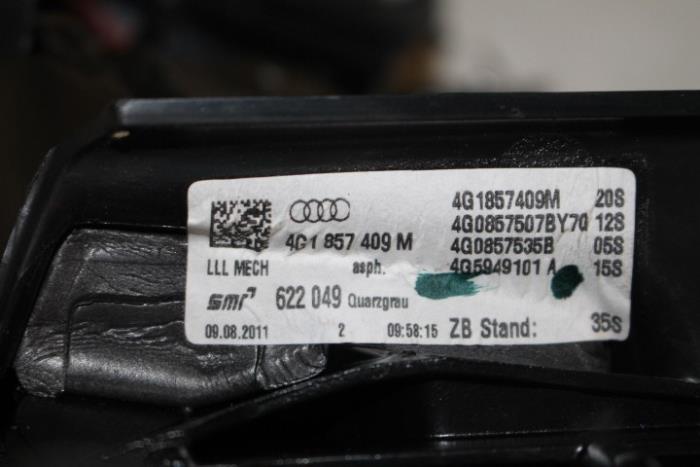 4G1857409M 20S
4G0857507BY70 12S
4G1 857 409 M 4G0857535B 05S
LLL MECH asph. 4G5949101 A 15S
SMR 622 049 Quarzgrau
09.08.2011 2 09:58:15 ZB Stand: 35S